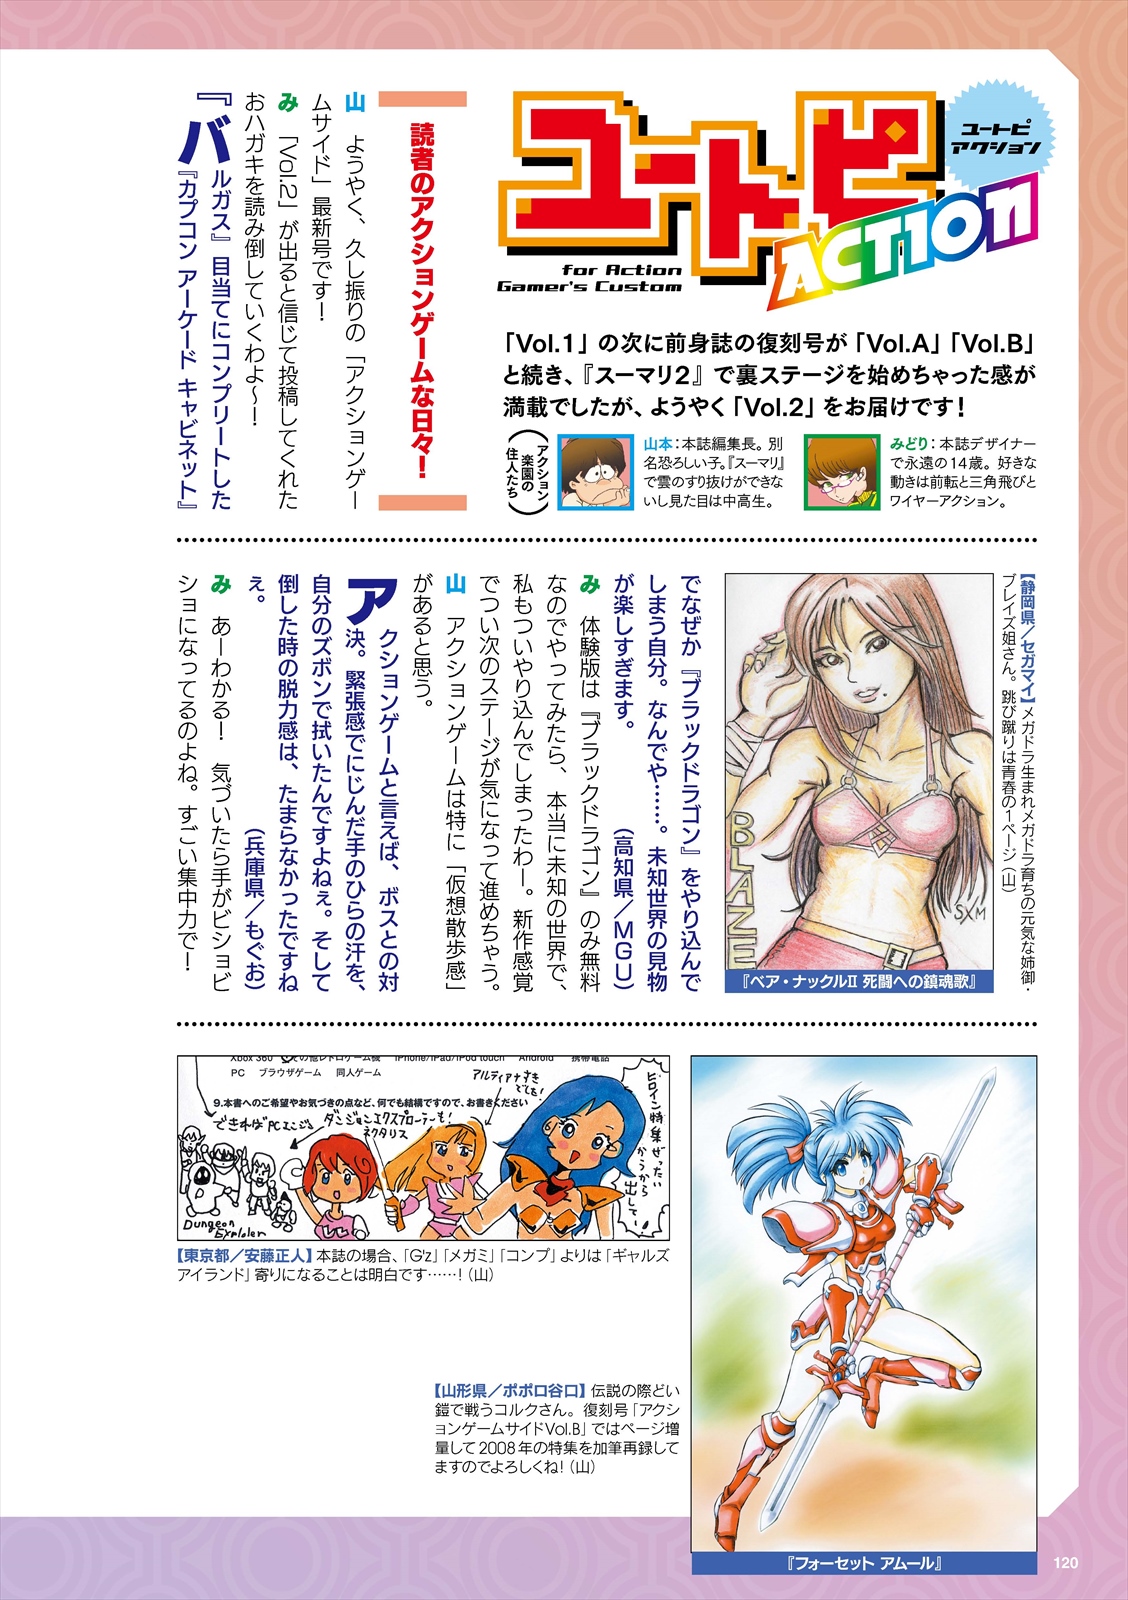 ユートピ
アクション
ユートピ
ACTION
for Action
Gamer's Custom
「Vol.1」の次に前身誌の復刻号が「Vol.A」「Vol.B」
と続き、『スーマリ2』で裏ステージを始めちゃった感が
満載でしたが、ようやく「Vol.2」をお届けです！
（アクション
楽園の
住人たち）
山本：本誌編集長。別
名恐ろしい子。『スーマリ』
で雲のすり抜けができな
いし見た目は中高生。
みどり：本誌デザイナー
で永遠の14歳。好きな
動きは前転と三角飛びと
ワイヤーアクション。
読者のアクションゲームな日々！
山　ようやく、久し振りの「アクションゲー
ムサイド」最新号です！
み　「Vol.2」が出ると信じて投稿してくれた
おハガキを読み倒していくわよ～！
『バルガス』目当てにコンプリートした
『カプコン アーケード キャビネット』
でなぜか『ブラックドラゴン』をやり込んで
しまう自分。なんでや……。未知世界の見物
が楽しすぎます。　（高知県／MGU）
み　体験版は『ブラックドラゴン』のみ無料
なのでやってみたら、本当に未知の世界で、
私もついやり込んでしまったわー。新作感覚
でつい次のステージが気になって進めちゃう。
山　アクションゲームは特に「仮想散歩感」
があると思う。
アクションゲームと言えば、ボスとの対
決。緊張感でにじんだ手のひらの汗を、
自分のズボンで拭いたんですよねぇ。そして
倒した時の脱力感は、たまらなかったですね
ぇ。　（兵庫県／もぐお）
み　あーわかる！　気づいたら手がビショビ
ショになってるのよね。すごい集中力で！
【静岡県／セガマイ】メガドラ生まれメガドラ育ちの元気な姉御・
ブレイズ姐さん。跳び蹴りは青春の1ページ（山）
BLAZE
SXM
『ベア・ナックルⅡ 死闘への鎮魂歌』
Xbox 360　その他レトロゲーム機　iPhone/iPad/iPod touch　Android　携帯電話
PC　ブラウザゲーム　同人ゲーム
9.本書へのご希望やお気づきの点など、何でも結構ですので、お書きください
できればPCエンジン
ダンジョンエクスプローラーも！
ネクタリス
アルティアナすき
ですで！
ヒロイン特集ぜったい
からから
出して！
Dungeon
Exploler
【東京都／安藤正人】本誌の場合、「G'z」「メガミ」「コンプ」よりは「ギャルズ
アイランド」寄りになることは明白です……！（山）
【山形県／ポポロ谷口】伝説の際どい
鎧で戦うコルクさん。復刻号「アクシ
ョンゲームサイドVol.B」ではページ増
量して2008年の特集を加筆再録して
ますのでよろしくね！（山）
『フォーセット アムール』
120